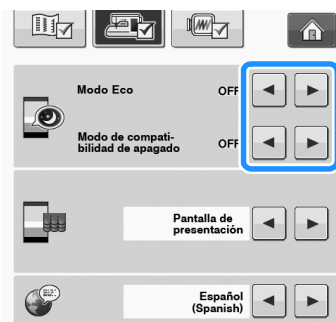 Modo Eco
OFF
Modo de compati-
bilidad de apagado
OFF
Pantalla de
presentación
Español
(Spanish)